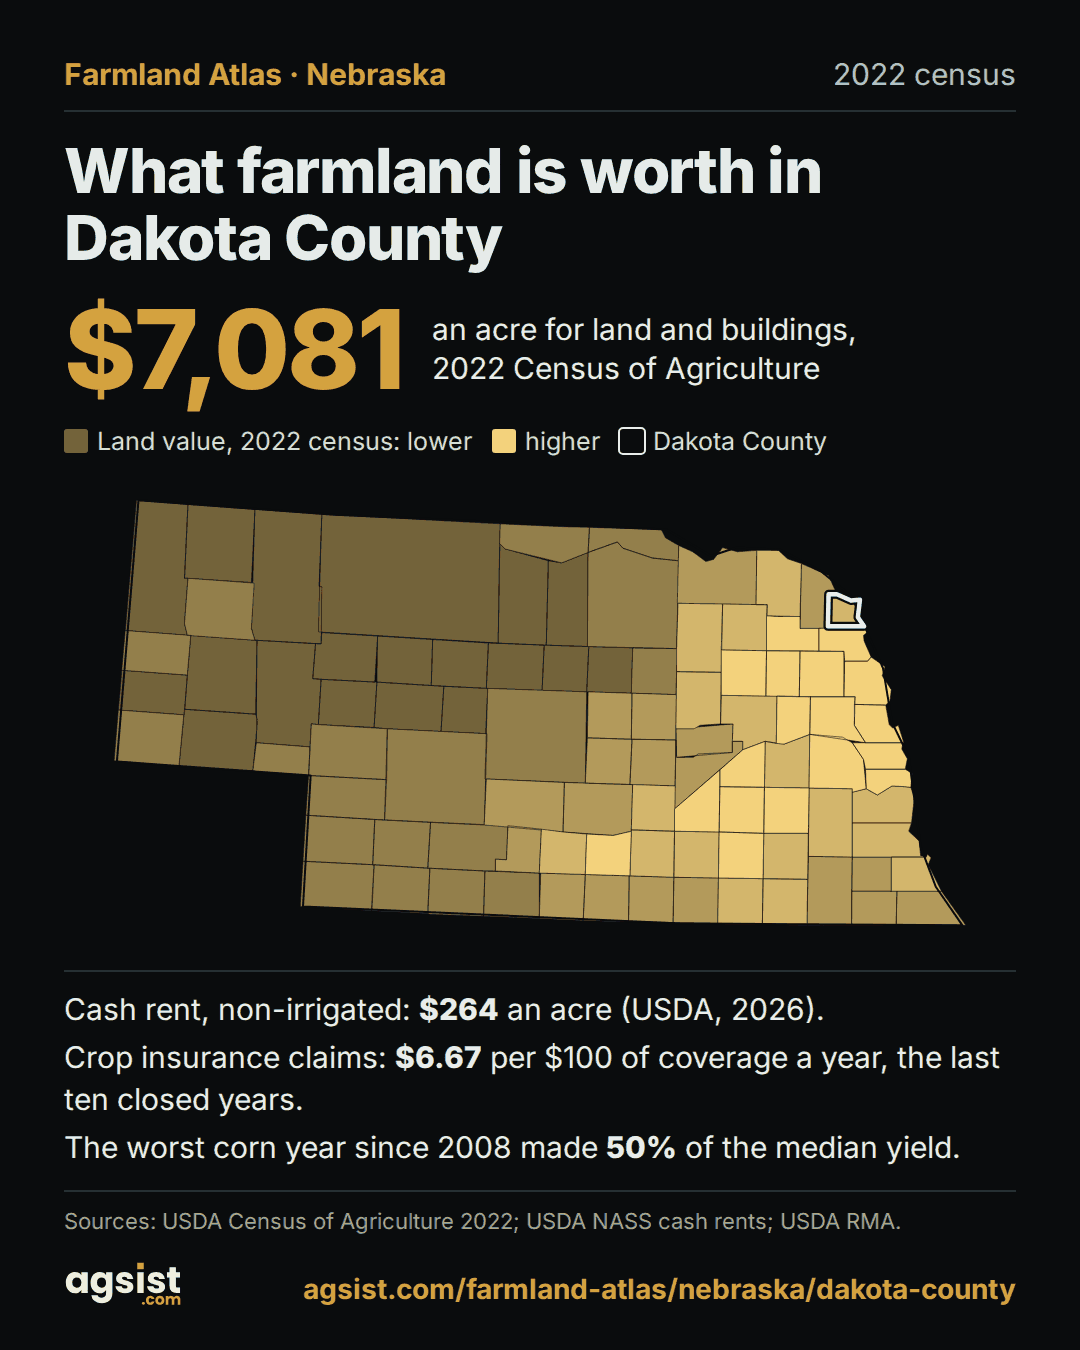 Farmland Atlas · Nebraska
2022 census
What farmland is worth in
Dakota County
$7,081
an acre for land and buildings,
2022 Census of Agriculture
Land value, 2022 census: lower higher Dakota County
Cash rent, non-irrigated: $264 an acre (USDA, 2026).
Crop insurance claims: $6.67 per $100 of coverage a year, the last
ten closed years.
The worst corn year since 2008 made 50% of the median yield.
Sources: USDA Census of Agriculture 2022; USDA NASS cash rents; USDA RMA.
agsist
.com
agsist.com/farmland-atlas/nebraska/dakota-county